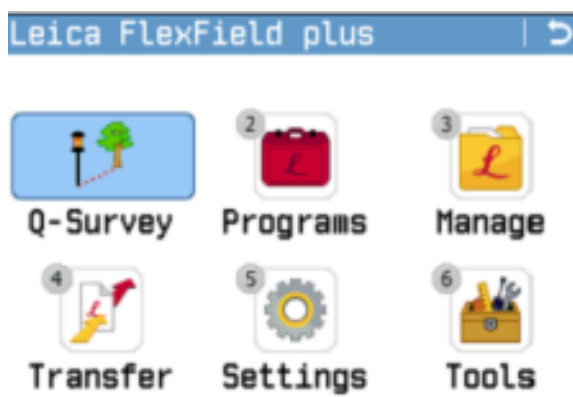 Leica FlexField plus
Q-Survey
2 Programs
3 Manage
4 Transfer
5 Settings
6 Tools